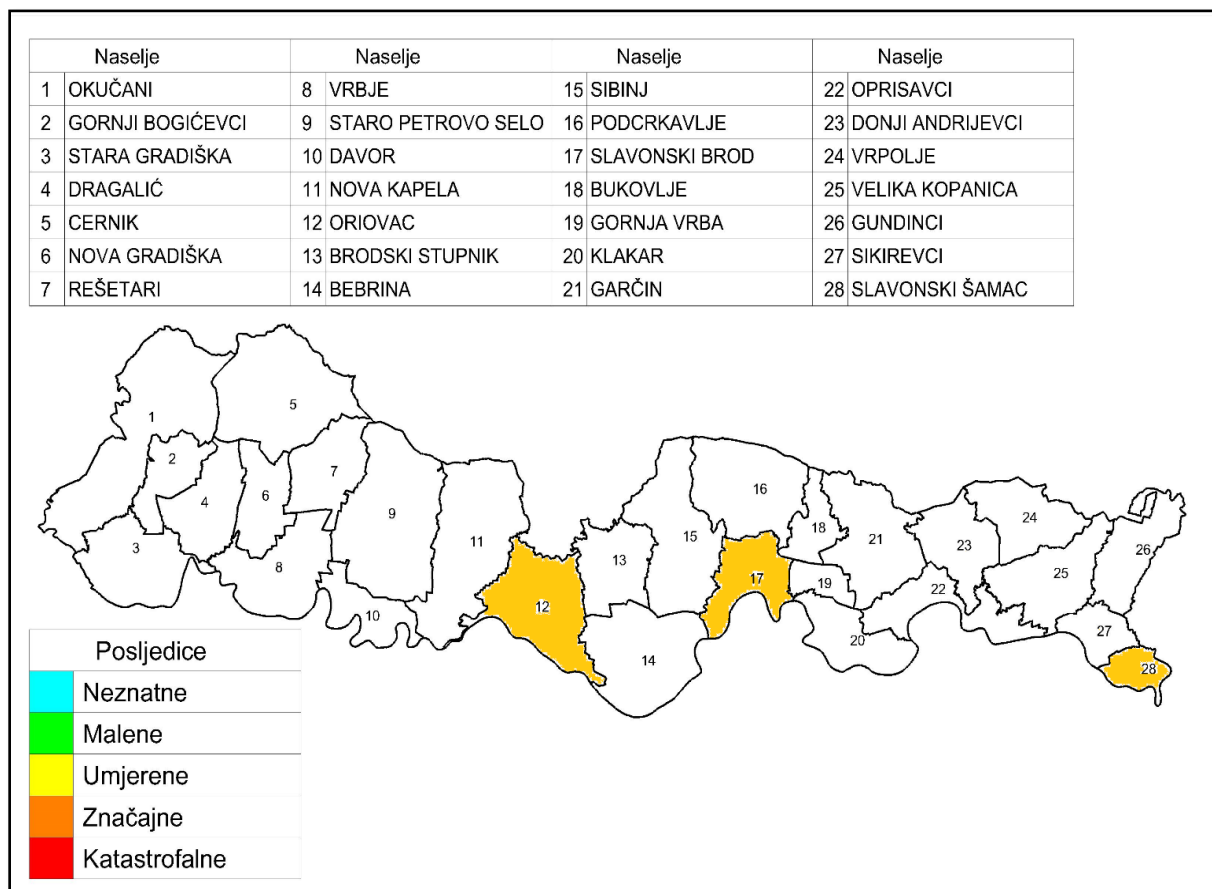 Naselje Naselje Naselje Naselje
1 OKUČANI 8 VRBJE 15 SIBINJ 22 OPRISAVCI
2 GORNJI BOGIĆEVCI 9 STARO PETROVO SELO 16 PODCRKAVLJE 23 DONJI ANDRIJEVCI
3 STARA GRADIŠKA 10 DAVOR 17 SLAVONSKI BROD 24 VRPOLJE
4 DRAGALIĆ 11 NOVA KAPELA 18 BUKOVLJE 25 VELIKA KOPANICA
5 CERNIK 12 ORIOVAC 19 GORNJA VRBA 26 GUNDINCI
6 NOVA GRADIŠKA 13 BRODSKI STUPNIK 20 KLAKAR 27 SIKIREVCI
7 REŠETARI 14 BEBRINA 21 GARČIN 28 SLAVONSKI ŠAMAC
1
5
2
7
4
6
9
3
8
10
11
12
13
14
15
16
17
18
19
20
21
22
23
24
25
26
27
28
Posljedice
Neznatne
Malene
Umjerene
Značajne
Katastrofalne